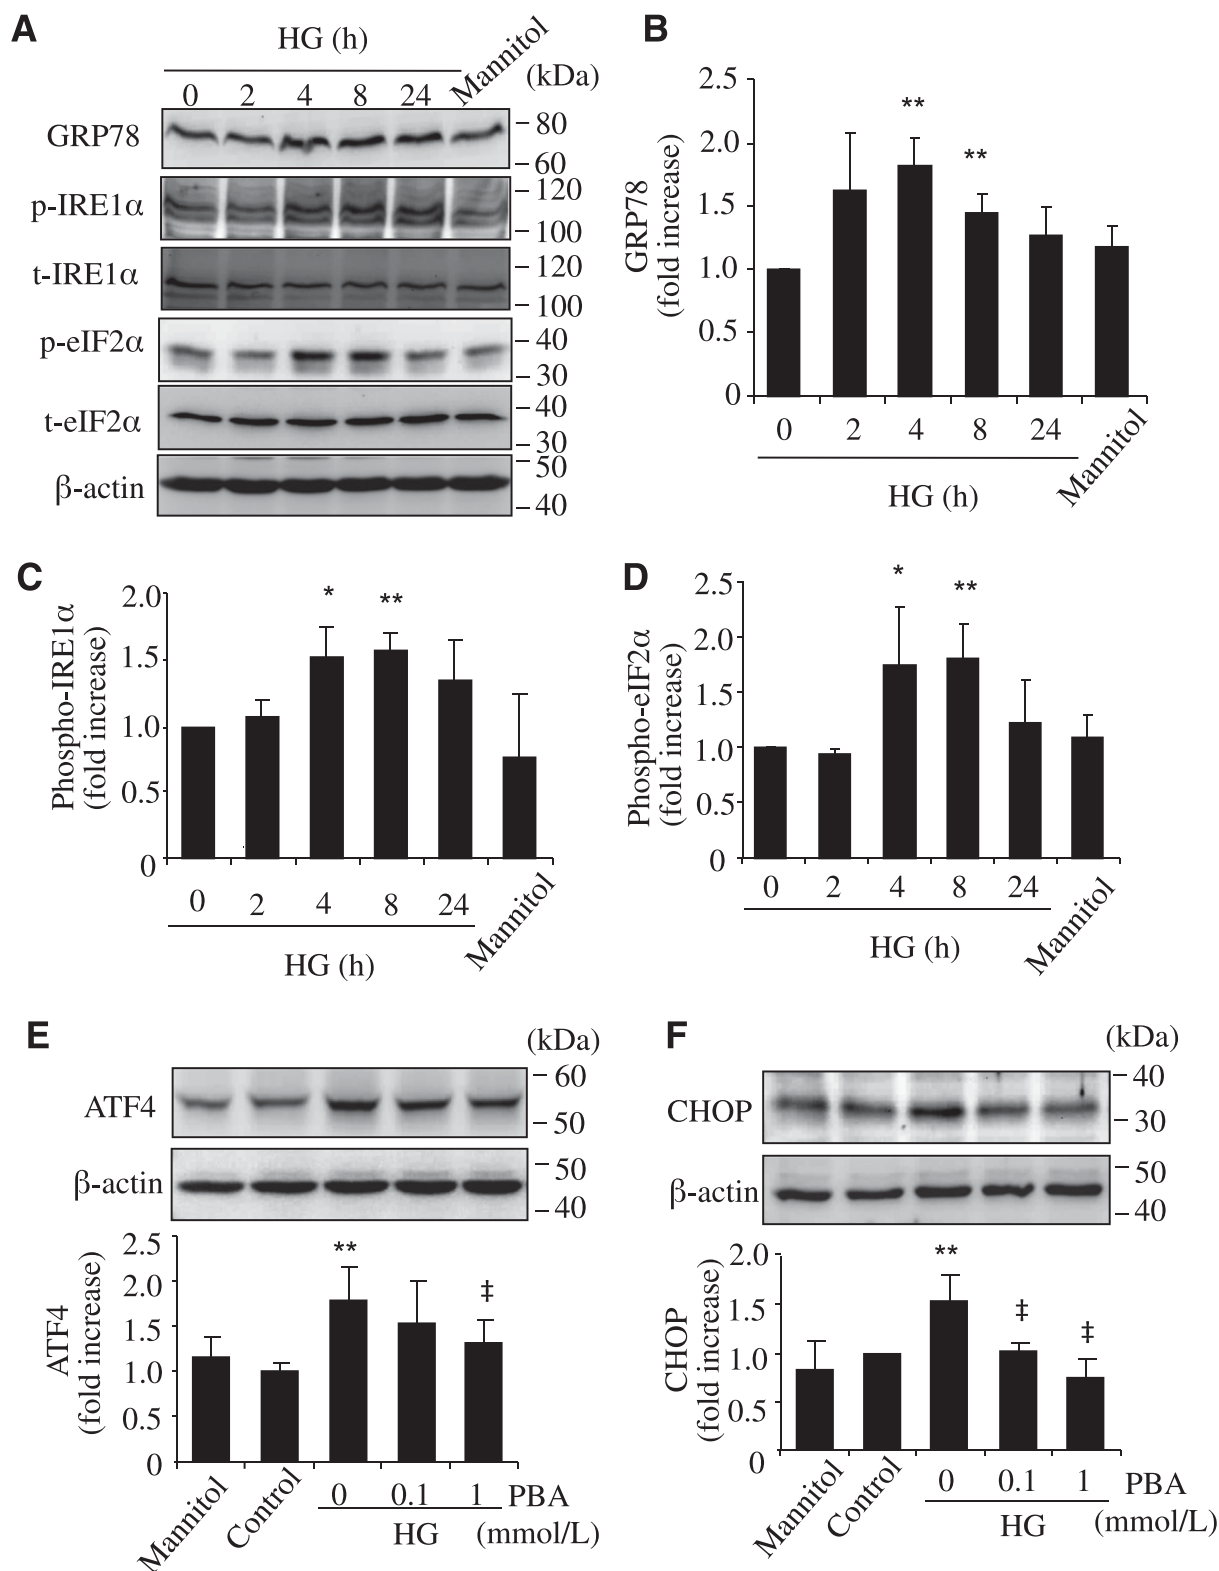 A
HG (h)
Mannitol
(kDa)
0 2 4 8 24
GRP78
80
60
p-IRE1α
120
100
t-IRE1α
120
100
p-eIF2α
40
30
t-eIF2α
40
30
β-actin
50
40
B
GRP78
(fold increase)
2.5
2.0
1.5
1.0
0.5
0
**
**
0 2 4 8 24 Mannitol
HG (h)
C
Phospho-IRE1α
(fold increase)
2.0
1.5
1.0
0.5
0
*
**
0 2 4 8 24 Mannitol
HG (h)
D
Phospho-eIF2α
(fold increase)
2.5
2.0
1.5
1.0
0.5
0
*
**
0 2 4 8 24 Mannitol
HG (h)
E
(kDa)
ATF4
60
50
β-actin
50
40
ATF4
(fold increase)
2.5
2.0
1.5
1.0
0.5
0
**
‡
Mannitol Control 0 0.1 1 PBA
HG (mmol/L)
F
(kDa)
CHOP
40
30
β-actin
50
40
CHOP
(fold increase)
2.0
1.5
1.0
0.5
0
**
‡
‡
Mannitol Control 0 0.1 1 PBA
HG (mmol/L)